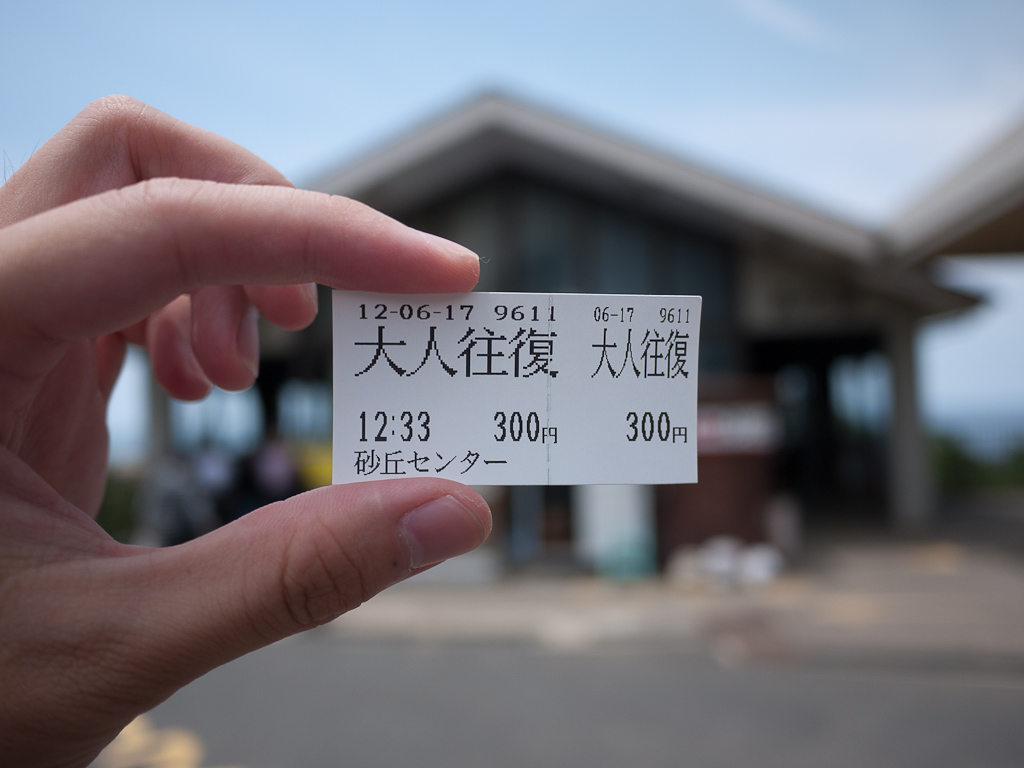 12-06-17 9611
大人往復
12:33 300円
砂丘センター
06-17 9611
大人往復
300円